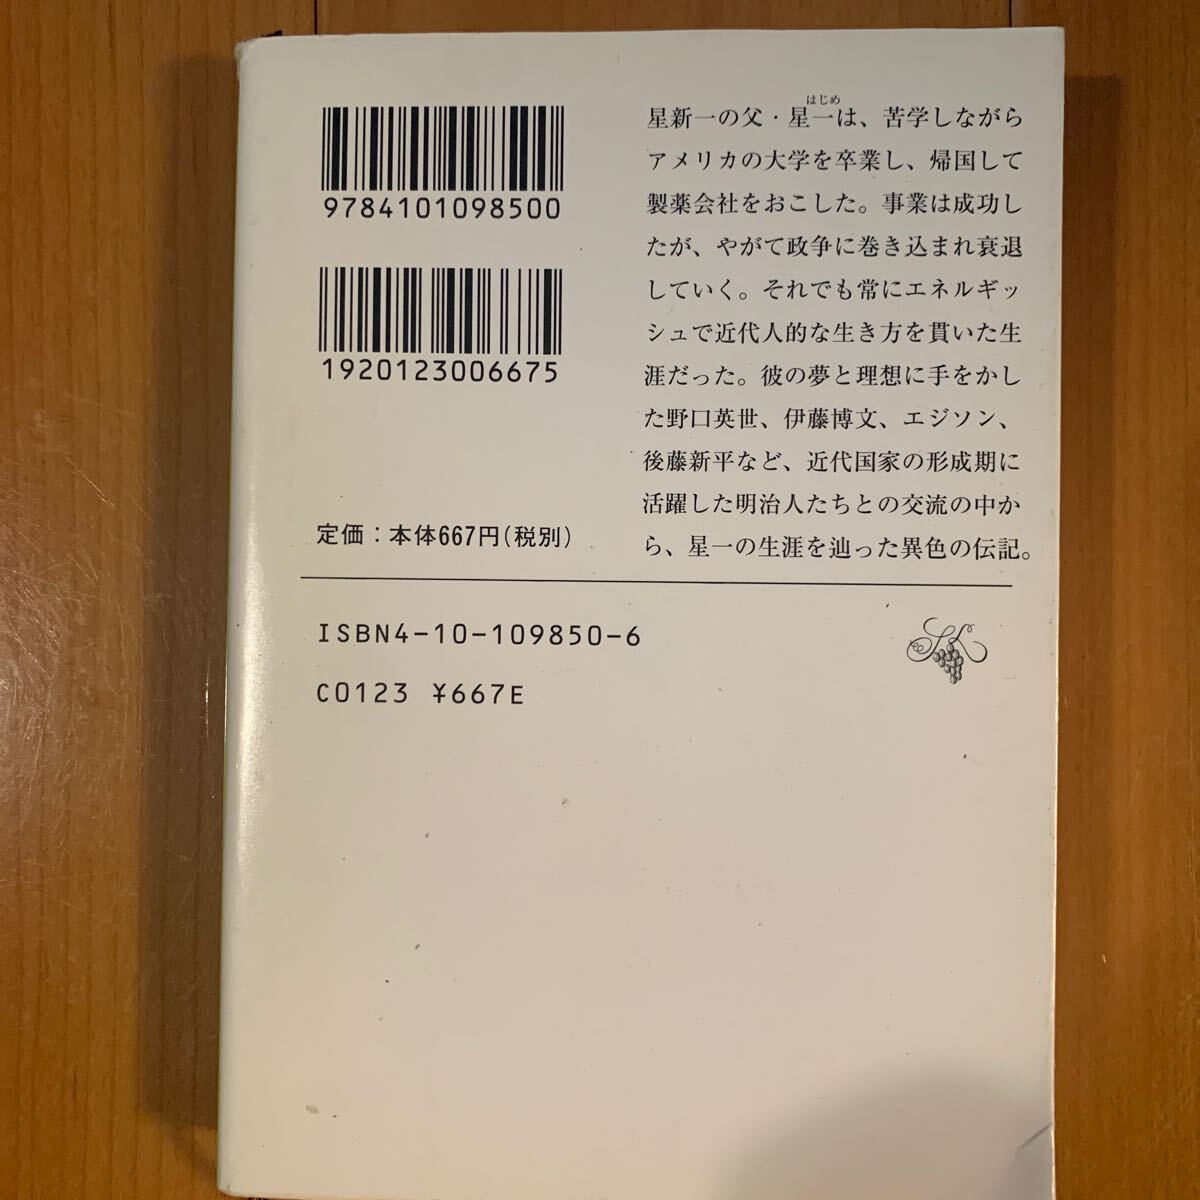 9784101098500
1920123006675
定価：本体667円（税別）
はじめ
星新一の父・星一は、苦学しながら
アメリカの大学を卒業し、帰国して
製薬会社をおこした。事業は成功し
たが、やがて政争に巻き込まれ衰退
していく。それでも常にエネルギッ
シュで近代人的な生き方を貫いた生
涯だった。彼の夢と理想に手をかし
た野口英世、伊藤博文、エジソン、
後藤新平など、近代国家の形成期に
活躍した明治人たちとの交流の中か
ら、星一の生涯を辿った異色の伝記。
ISBN4-10-109850-6
C0123 ¥667E